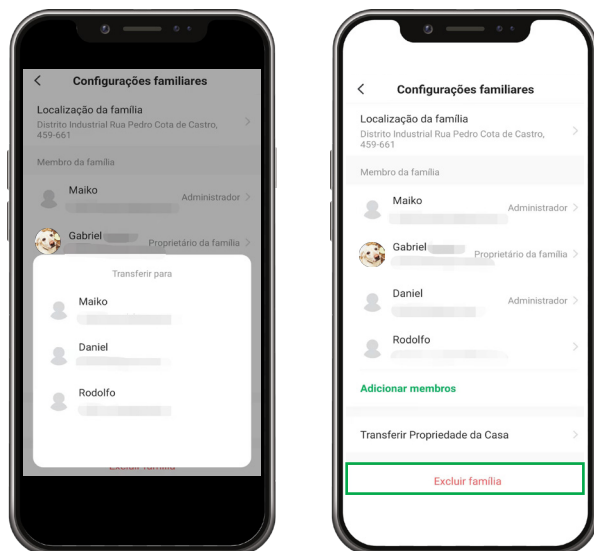 Configurações familiares
Localização da família
Distrito Industrial Rua Pedro Cota de Castro,
459-661
Membro da família
Maiko
Administrador
Gabriel
Proprietário da família
Transferir para
Maiko
Daniel
Rodolfo
Excluir família
Configurações familiares
Localização da família
Distrito Industrial Rua Pedro Cota de Castro,
459-661
Membro da família
Maiko
Administrador
Gabriel
Proprietário da família
Daniel
Administrador
Rodolfo
Adicionar membros
Transferir Propriedade da Casa
Excluir família